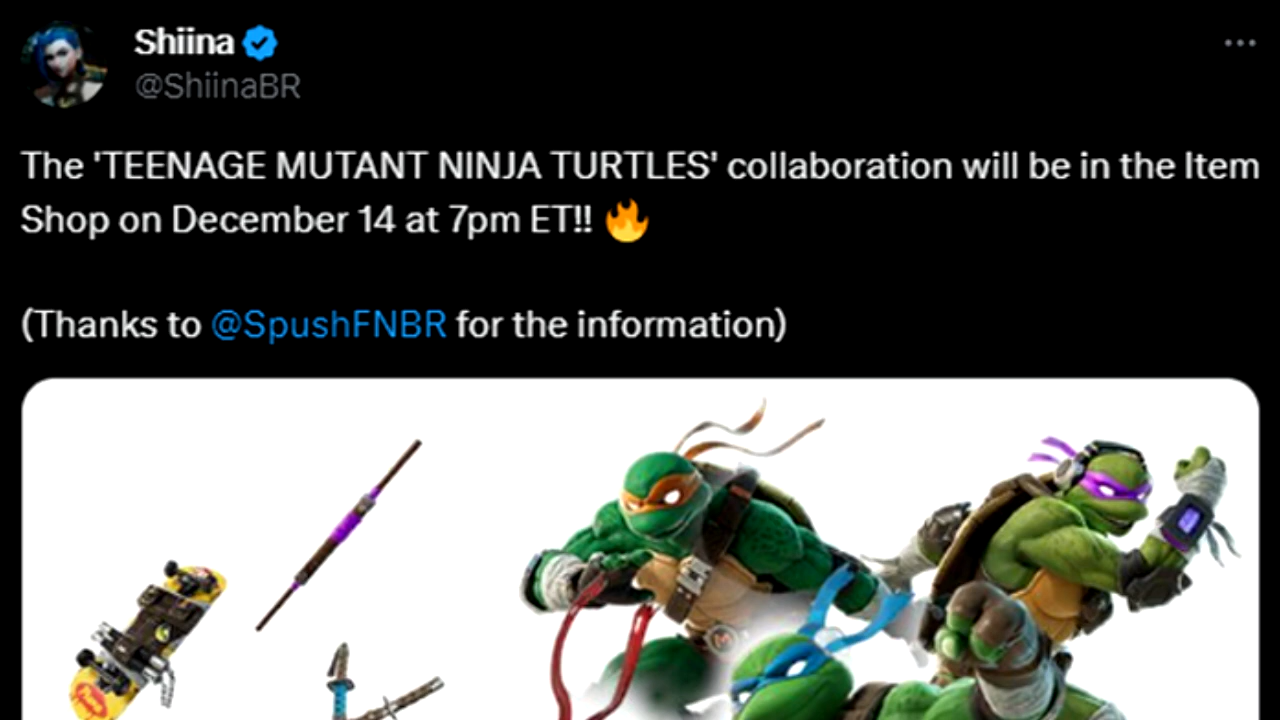 Shiina
@ShiinaBR
The 'TEENAGE MUTANT NINJA TURTLES' collaboration will be in the Item
Shop on December 14 at 7pm ET!! 🔥
(Thanks to @SpushFNBR for the information)